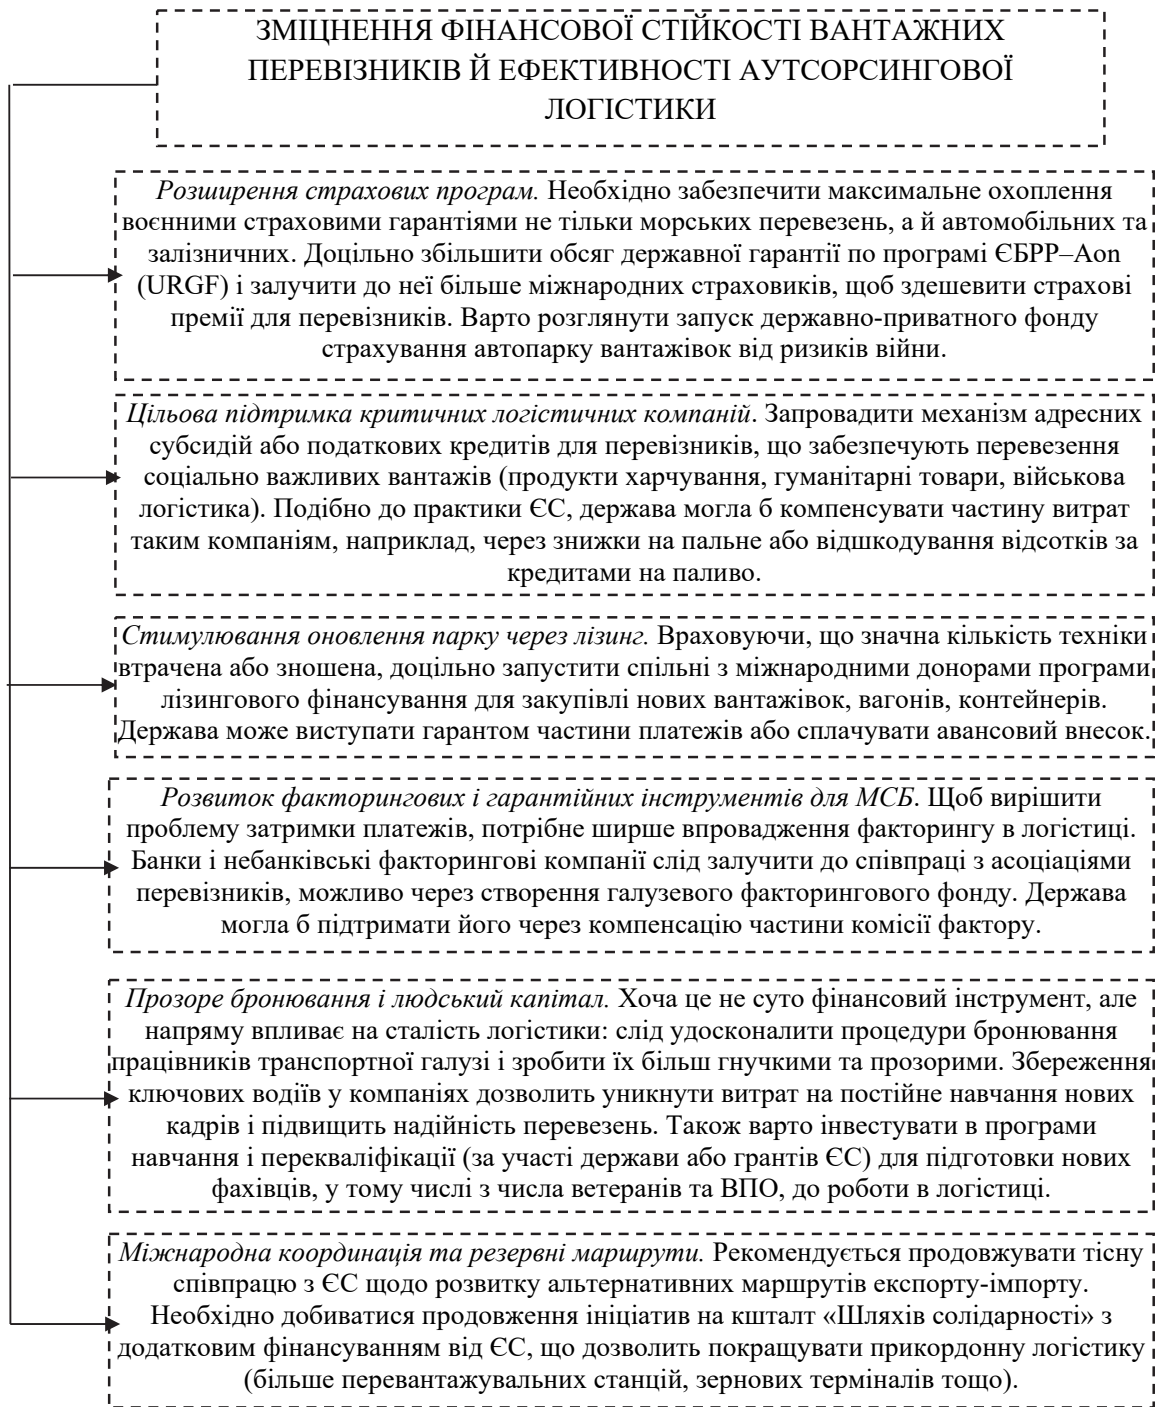 ЗМІЦНЕННЯ ФІНАНСОВОЇ СТІЙКОСТІ ВАНТАЖНИХ
ПЕРЕВІЗНИКІВ Й ЕФЕКТИВНОСТІ АУТСОРСИНГОВОЇ
ЛОГІСТИКИ
Розширення страхових програм. Необхідно забезпечити максимальне охоплення
воєнними страховими гарантіями не тільки морських перевезень, а й автомобільних та
залізничних. Доцільно збільшити обсяг державної гарантії по програмі ЄБРР–Aon
(URGF) і залучити до неї більше міжнародних страховиків, щоб здешевити страхові
премії для перевізників. Варто розглянути запуск державно-приватного фонду
страхування автопарку вантажівок від ризиків війни.
Цільова підтримка критичних логістичних компаній. Запровадити механізм адресних
субсидій або податкових кредитів для перевізників, що забезпечують перевезення
соціально важливих вантажів (продукти харчування, гуманітарні товари, військова
логістика). Подібно до практики ЄС, держава могла б компенсувати частину витрат
таким компаніям, наприклад, через знижки на пальне або відшкодування відсотків за
кредитами на паливо.
Стимулювання оновлення парку через лізинг. Враховуючи, що значна кількість техніки
втрачена або зношена, доцільно запустити спільні з міжнародними донорами програми
лізингового фінансування для закупівлі нових вантажівок, вагонів, контейнерів.
Держава може виступати гарантом частини платежів або сплачувати авансовий внесок.
Розвиток факторингових і гарантійних інструментів для МСБ. Щоб вирішити
проблему затримки платежів, потрібне ширше впровадження факторингу в логістиці.
Банки і небанківські факторингові компанії слід залучити до співпраці з асоціаціями
перевізників, можливо через створення галузевого факторингового фонду. Держава
могла б підтримати його через компенсацію частини комісії фактору.
Прозоре бронювання і людський капітал. Хоча це не суто фінансовий інструмент, але
напряму впливає на сталість логістики: слід удосконалити процедури бронювання
працівників транспортної галузі і зробити їх більш гнучкими та прозорими. Збереження
ключових водіїв у компаніях дозволить уникнути витрат на постійне навчання нових
кадрів і підвищить надійність перевезень. Також варто інвестувати в програми
навчання і перекваліфікації (за участі держави або грантів ЄС) для підготовки нових
фахівців, у тому числі з числа ветеранів та ВПО, до роботи в логістиці.
Міжнародна координація та резервні маршрути. Рекомендується продовжувати тісну
співпрацю з ЄС щодо розвитку альтернативних маршрутів експорту-імпорту.
Необхідно добиватися продовження ініціатив на кшталт «Шляхів солідарності» з
додатковим фінансуванням від ЄС, що дозволить покращувати прикордонну логістику
(більше перевантажувальних станцій, зернових терміналів тощо).